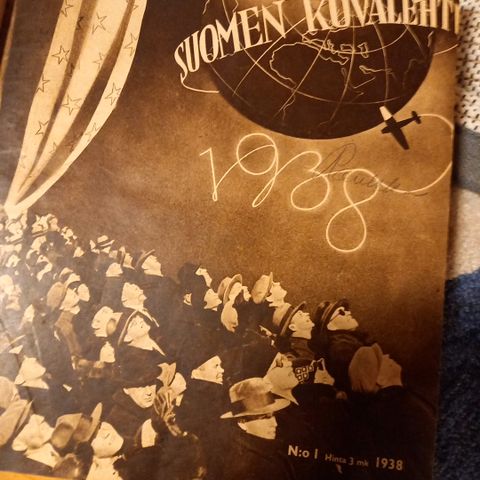 SUOMEN KUVALEHTI
1938
N:o 1 Hinta 3 mk 1938